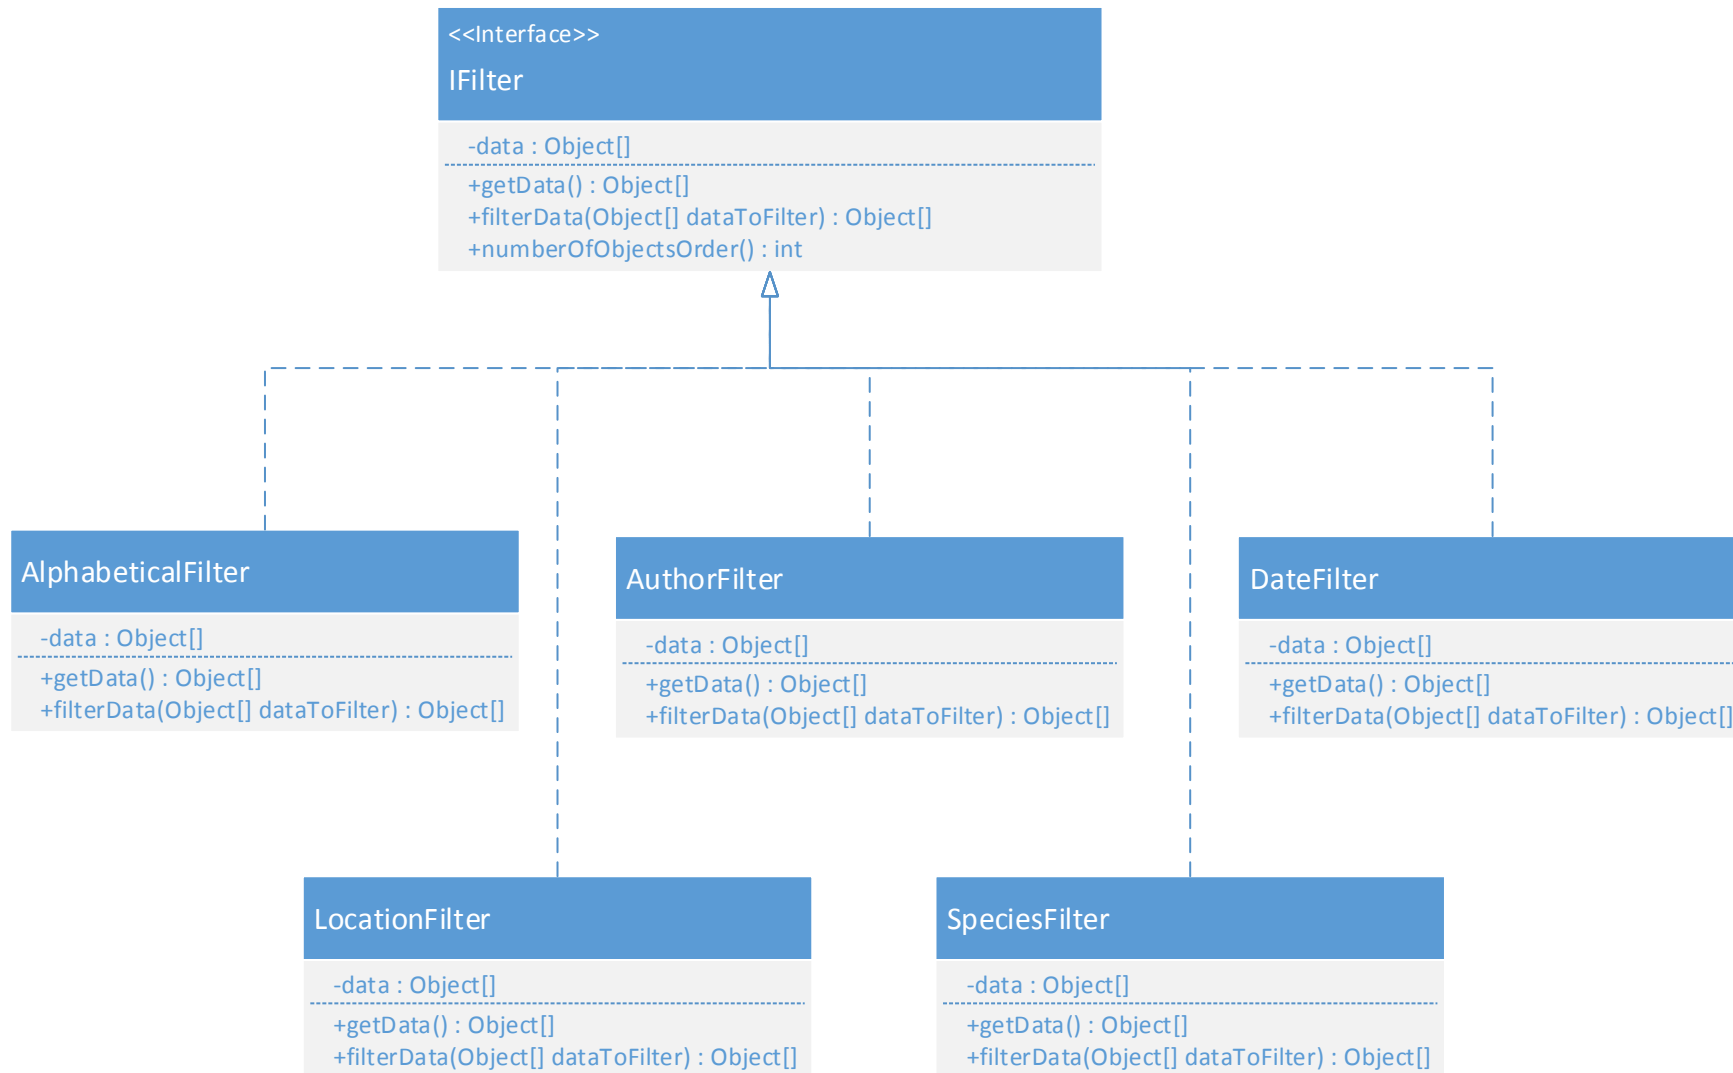 <<Interface>>
IFilter
-data : Object[]
+getData() : Object[]
+filterData(Object[] dataToFilter) : Object[]
+numberOfObjectsOrder() : int
AlphabeticalFilter
-data : Object[]
+getData() : Object[]
+filterData(Object[] dataToFilter) : Object[]
AuthorFilter
-data : Object[]
+getData() : Object[]
+filterData(Object[] dataToFilter) : Object[]
DateFilter
-data : Object[]
+getData() : Object[]
+filterData(Object[] dataToFilter) : Object[]
LocationFilter
-data : Object[]
+getData() : Object[]
+filterData(Object[] dataToFilter) : Object[]
SpeciesFilter
-data : Object[]
+getData() : Object[]
+filterData(Object[] dataToFilter) : Object[]